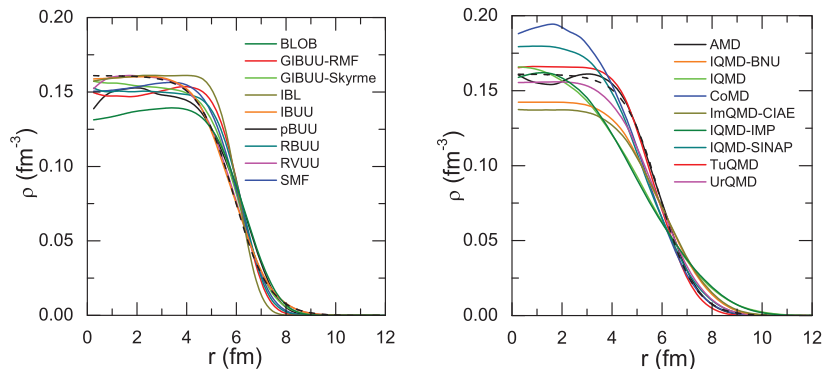 0.20
0.15
0.10
0.05
0.00
ρ (fm⁻³)
0 2 4 6 8 10 12
r (fm)
BLOB
GIBUU-RMF
GIBUU-Skyrme
IBL
IBUU
pBUU
RBUU
RVUU
SMF
0.20
0.15
0.10
0.05
0.00
ρ (fm⁻³)
0 2 4 6 8 10 12
r (fm)
AMD
IQMD-BNU
IQMD
CoMD
ImQMD-CIAE
IQMD-IMP
IQMD-SINAP
TuQMD
UrQMD